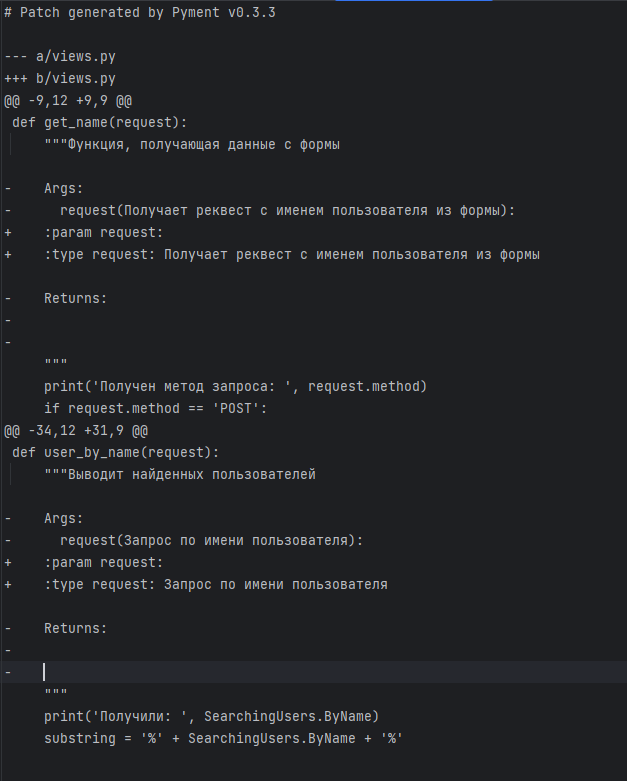 # Patch generated by Pyment v0.3.3
--- a/views.py
+++ b/views.py
@@ -9,12 +9,9 @@
 def get_name(request):
     """Функция, получающая данные с формы
-    Args:
-      request(Получает реквест с именем пользователя из формы):
+    :param request:
+    :type request: Получает реквест с именем пользователя из формы
-    Returns:
-
-
     """
     print('Получен метод запроса: ', request.method)
     if request.method == 'POST':
@@ -34,12 +31,9 @@
 def user_by_name(request):
     """Выводит найденных пользователей
-    Args:
-      request(Запрос по имени пользователя):
+    :param request:
+    :type request: Запрос по имени пользователя
-    Returns:
-
-
     """
     print('Получили: ', SearchingUsers.ByName)
     substring = '%' + SearchingUsers.ByName + '%'